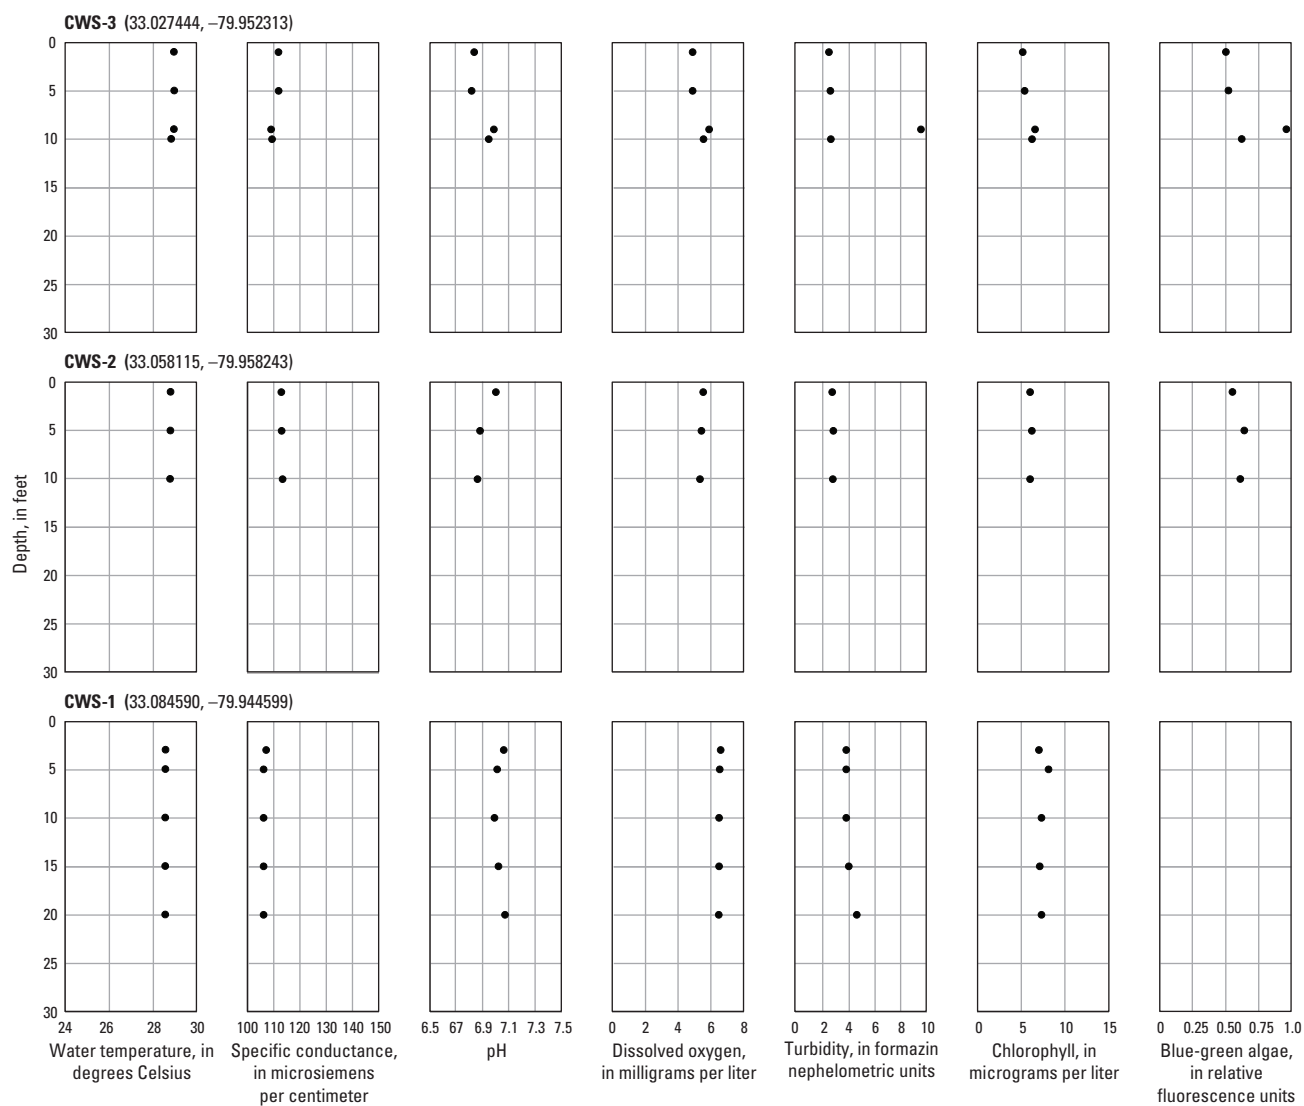 CWS-3 (33.027444, –79.952313)
0
5
10
15
20
25
30
CWS-2 (33.058115, –79.958243)
0
5
10
15
20
25
30
Depth, in feet
CWS-1 (33.084590, –79.944599)
0
5
10
15
20
25
30
24 26 28 30 100 110 120 130 140 150 6.5 67 6.9 7.1 7.3 7.5 0 2 4 6 8 0 2 4 6 8 10 0 5 10 15 0 0.25 0.50 0.75 1.0
Water temperature, in
degrees Celsius
Specific conductance,
in microsiemens
per centimeter
pH
Dissolved oxygen,
in milligrams per liter
Turbidity, in formazin
nephelometric units
Chlorophyll, in
micrograms per liter
Blue-green algae,
in relative
fluorescence units